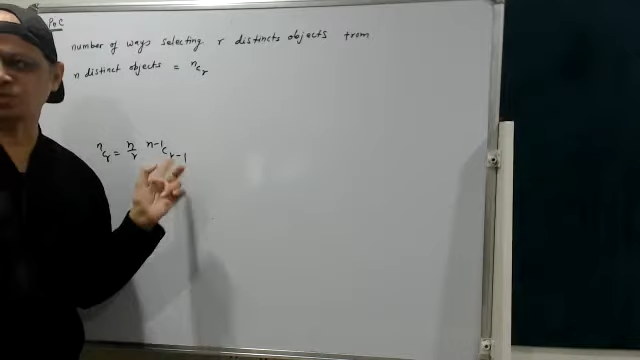 PnC
number of ways selecting r distincts objects from
n distinct objects = ⁿCᵣ
ⁿCᵣ = n/r ⁿ⁻¹Cᵣ₋₁